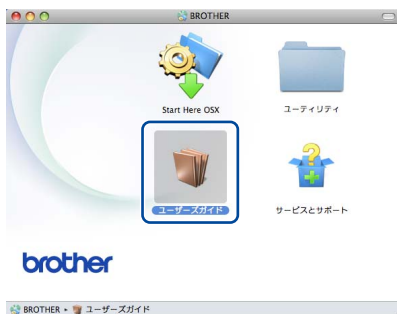 BROTHER
Start Here OSX
ユーティリティ
ユーザーズガイド
サービスとサポート
brother
BROTHER ▸ ユーザーズガイド